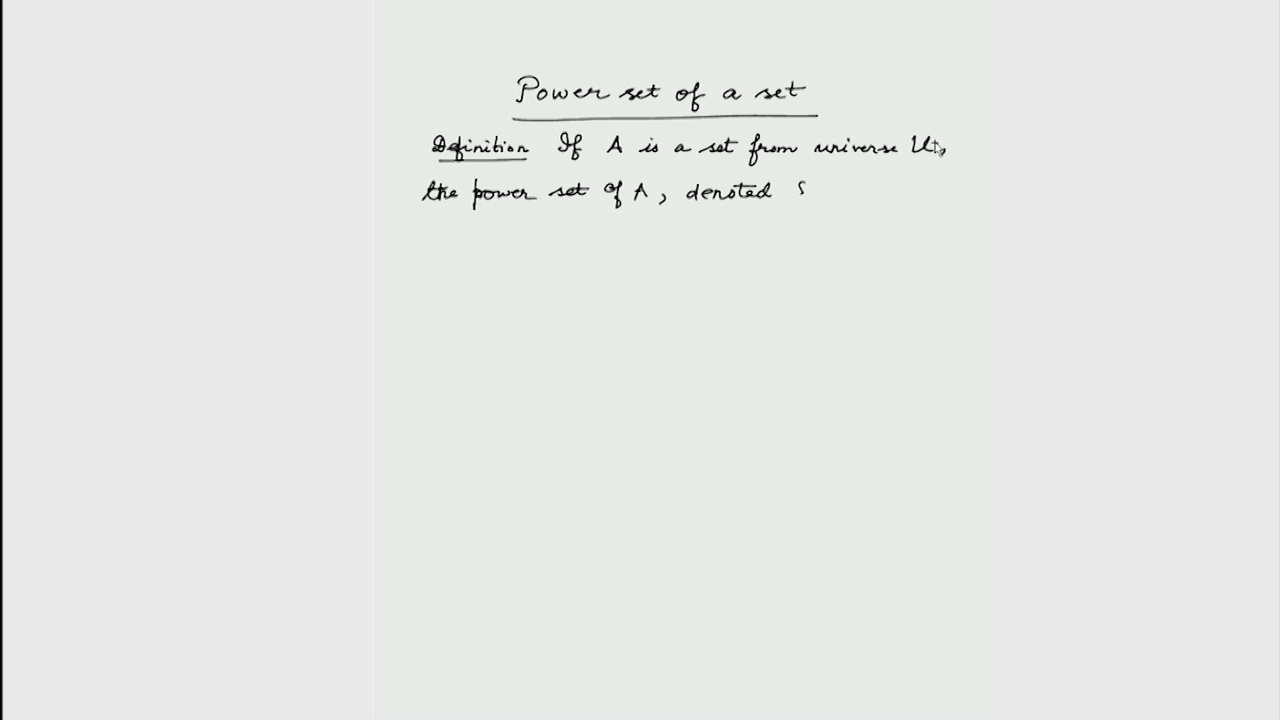 Power set of a set
Definition If A is a set from universe U,
the power set of A, denoted